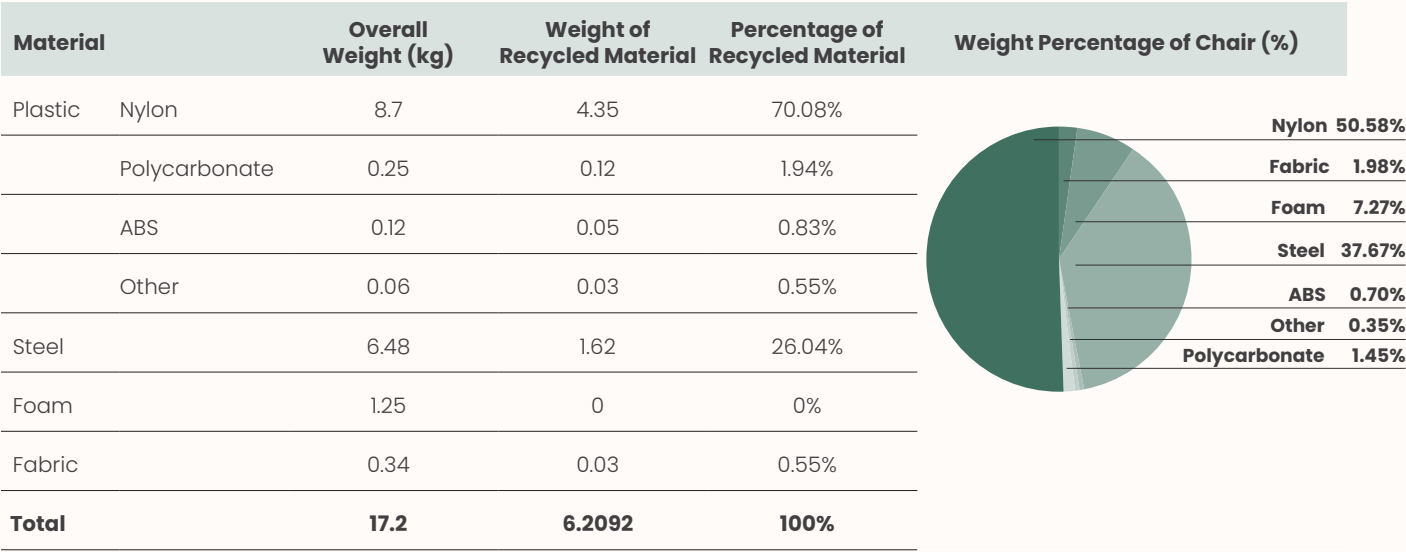 Material Overall Weight (kg) Weight of Recycled Material Percentage of Recycled Material Weight Percentage of Chair (%)
Plastic Nylon 8.7 4.35 70.08%
Polycarbonate 0.25 0.12 1.94%
ABS 0.12 0.05 0.83%
Other 0.06 0.03 0.55%
Steel 6.48 1.62 26.04%
Foam 1.25 0 0%
Fabric 0.34 0.03 0.55%
Total 17.2 6.2092 100%
Nylon 50.58%
Fabric 1.98%
Foam 7.27%
Steel 37.67%
ABS 0.70%
Other 0.35%
Polycarbonate 1.45%